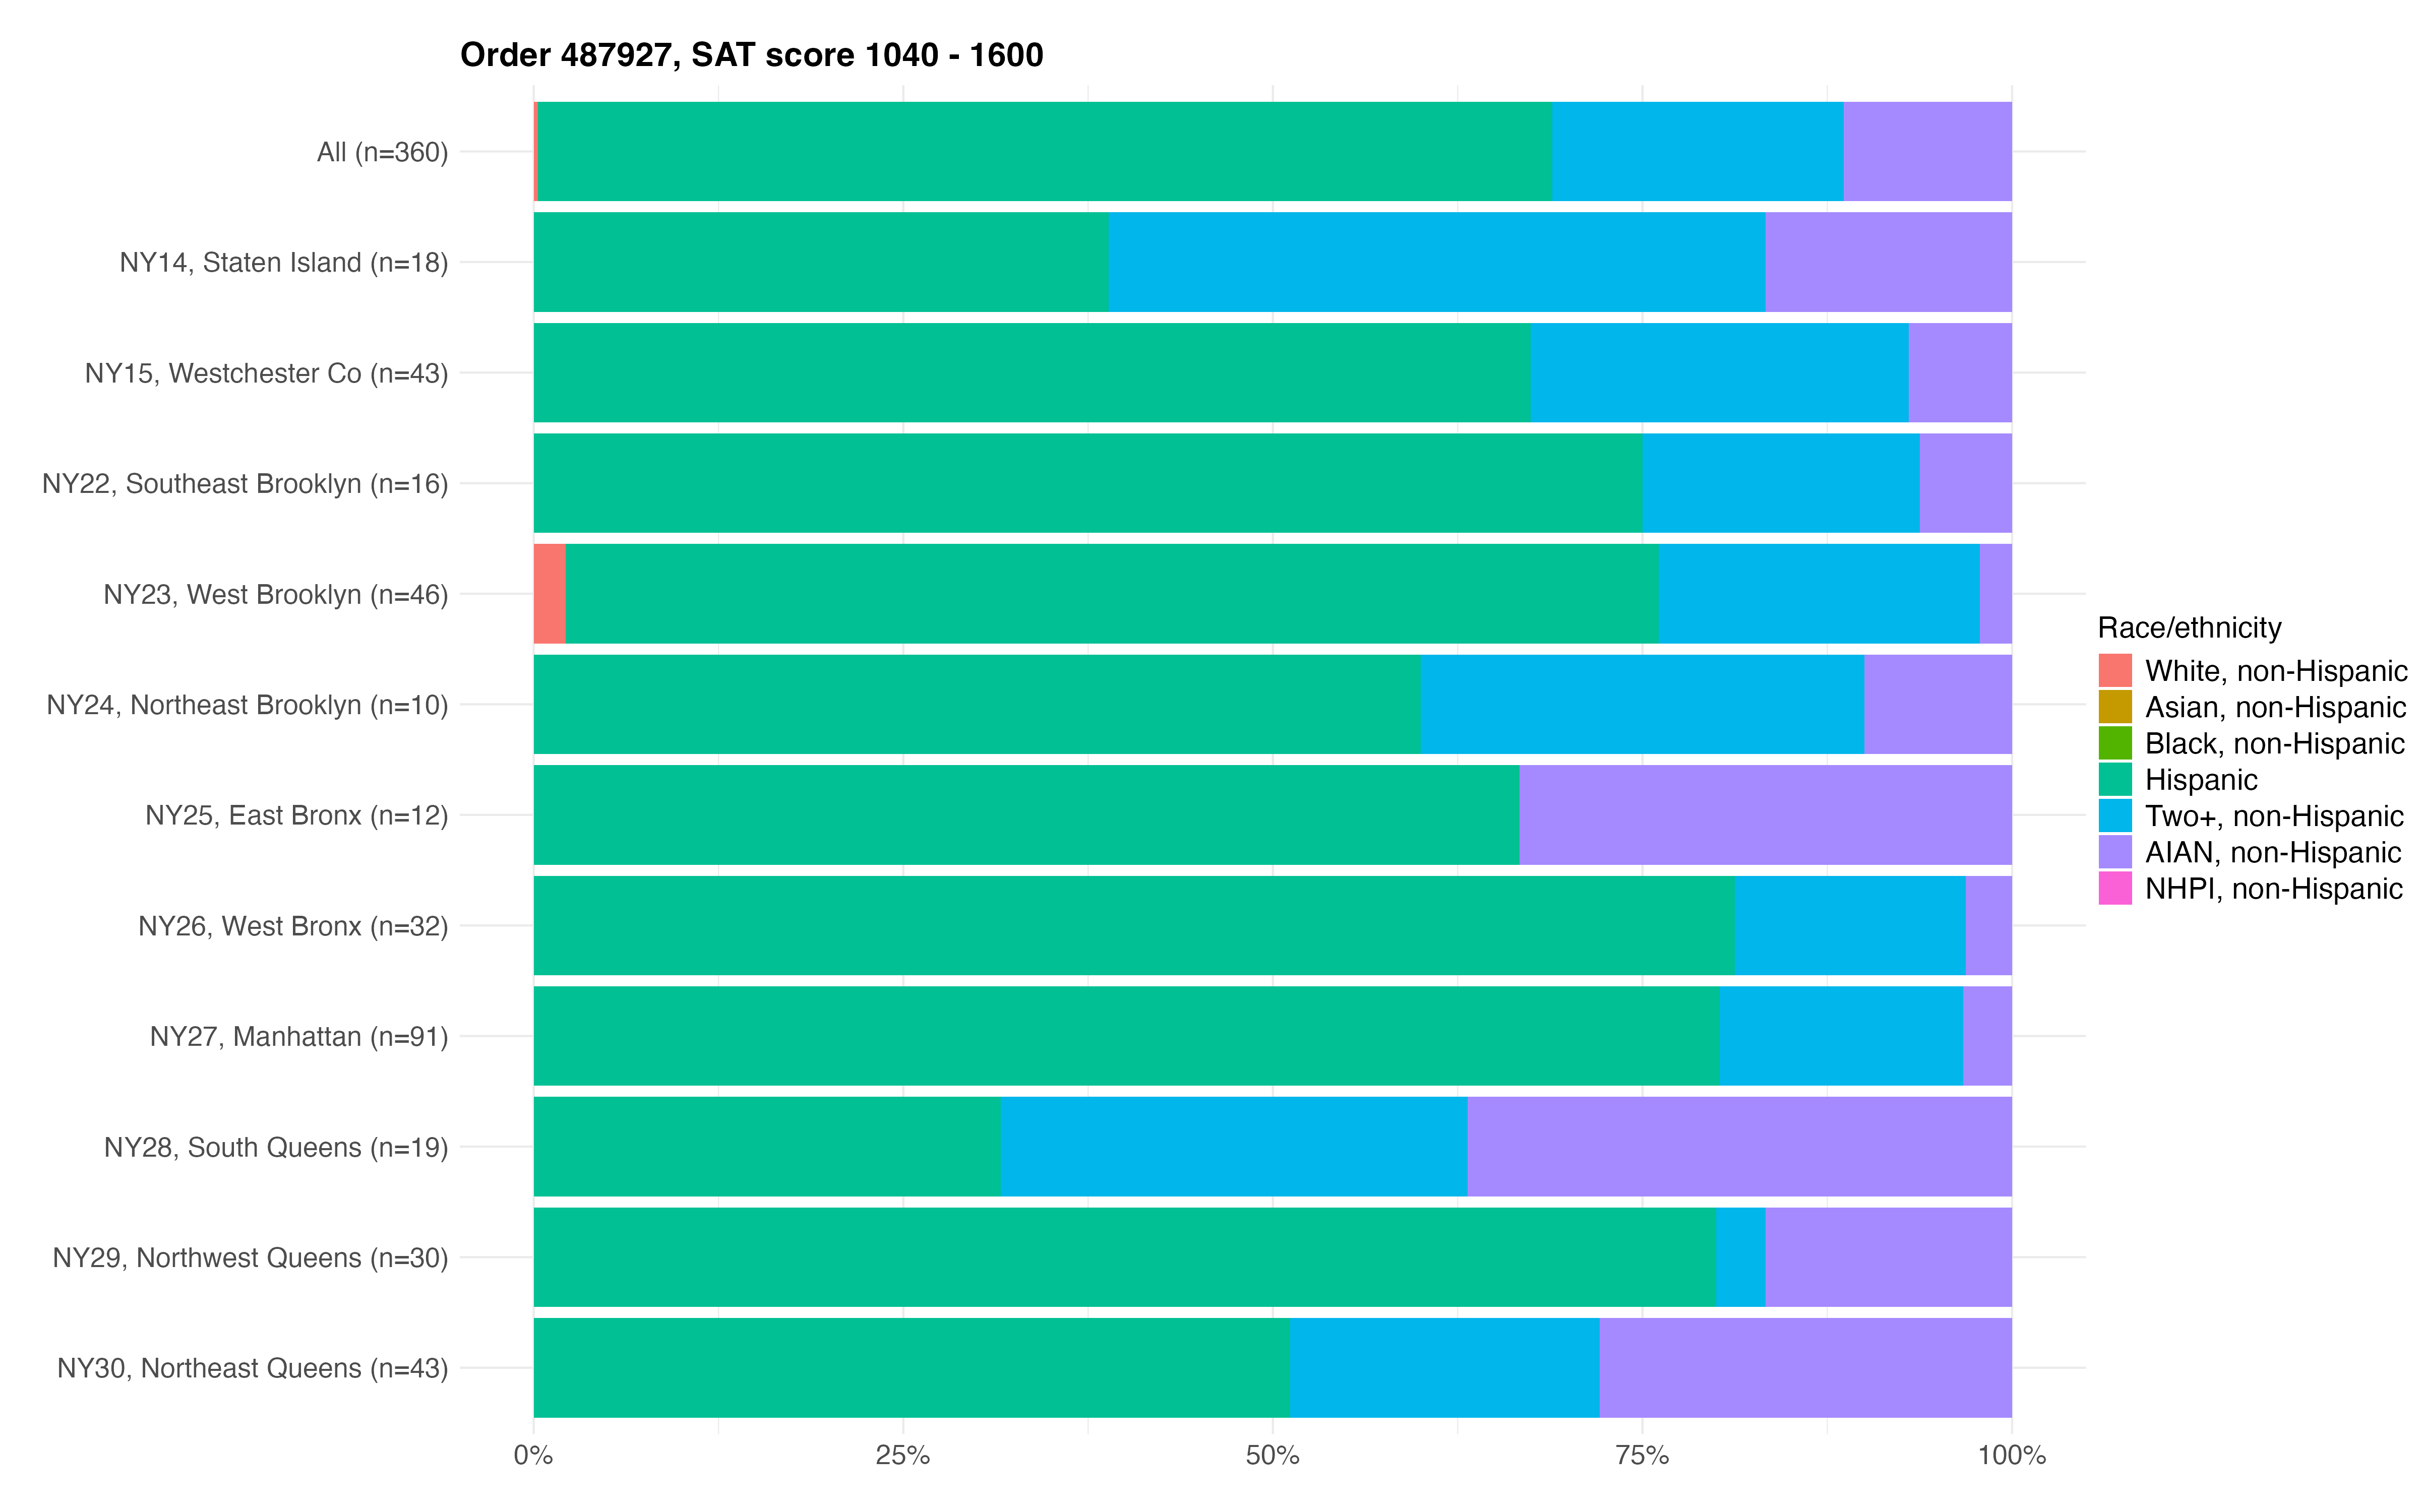 Order 487927, SAT score 1040 - 1600
All (n=360)
NY14, Staten Island (n=18)
NY15, Westchester Co (n=43)
NY22, Southeast Brooklyn (n=16)
NY23, West Brooklyn (n=46)
NY24, Northeast Brooklyn (n=10)
NY25, East Bronx (n=12)
NY26, West Bronx (n=32)
NY27, Manhattan (n=91)
NY28, South Queens (n=19)
NY29, Northwest Queens (n=30)
NY30, Northeast Queens (n=43)
0% 25% 50% 75% 100%
Race/ethnicity
White, non-Hispanic
Asian, non-Hispanic
Black, non-Hispanic
Hispanic
Two+, non-Hispanic
AIAN, non-Hispanic
NHPI, non-Hispanic